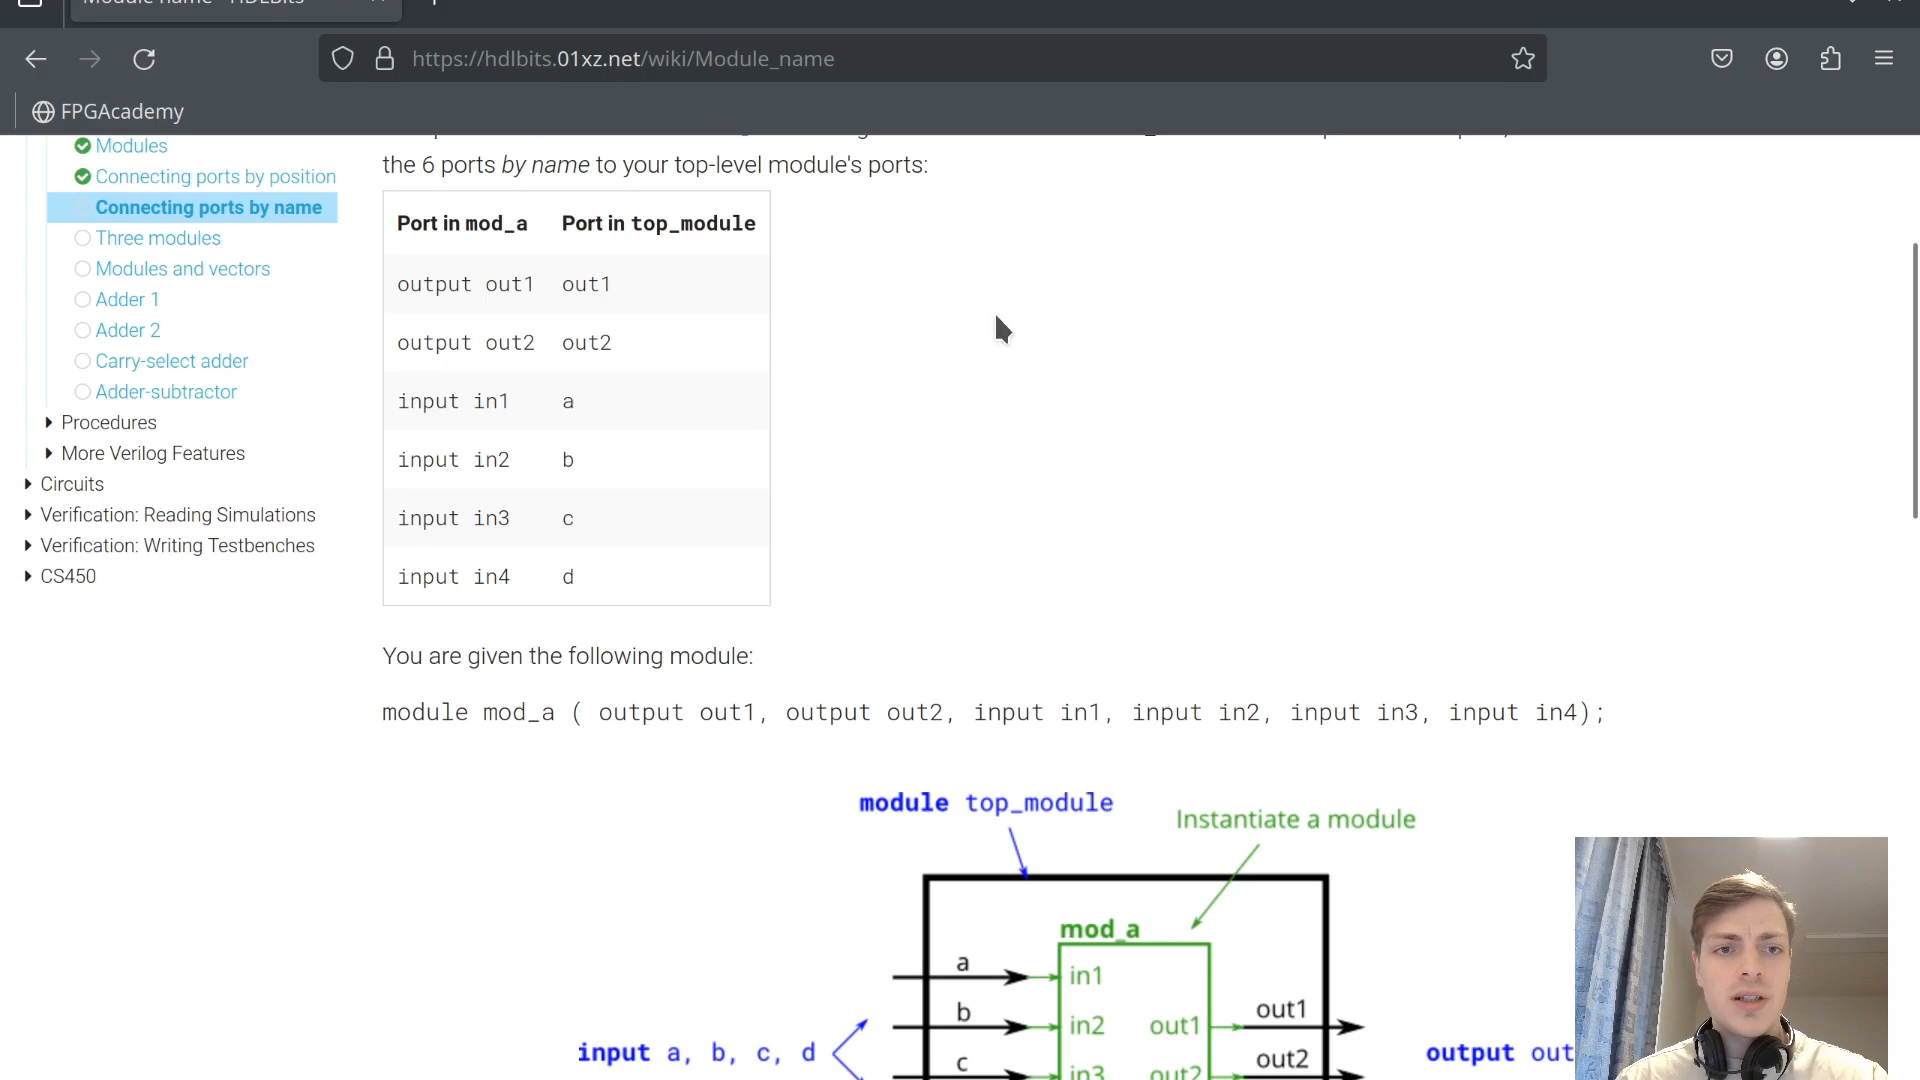 https://hdlbits.01xz.net/wiki/Module_name
FPGAcademy
Modules
Connecting ports by position
Connecting ports by name
Three modules
Modules and vectors
Adder 1
Adder 2
Carry-select adder
Adder-subtractor
Procedures
More Verilog Features
Circuits
Verification: Reading Simulations
Verification: Writing Testbenches
CS450
the 6 ports by name to your top-level module's ports:
Port in mod_a Port in top_module
output out1 out1
output out2 out2
input in1 a
input in2 b
input in3 c
input in4 d
You are given the following module:
module mod_a ( output out1, output out2, input in1, input in2, input in3, input in4);
module top_module
Instantiate a module
mod_a
a in1
b in2 out1 out1
input a, b, c, d
c in3 out2 out2
output out